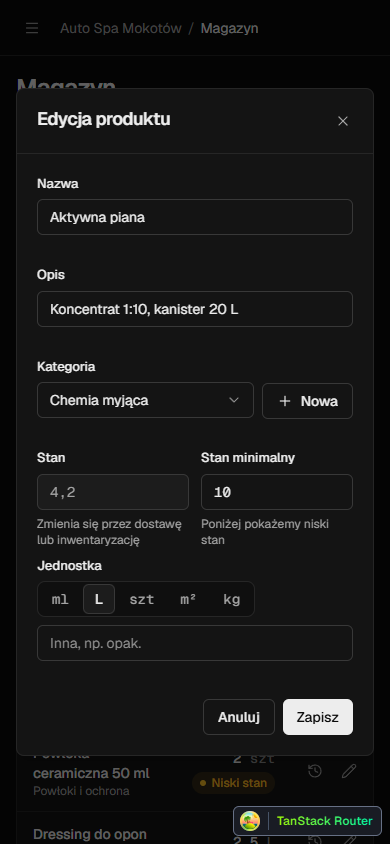 Auto Spa Mokotów / Magazyn
Magazyn
Edycja produktu
Nazwa
Aktywna piana
Opis
Koncentrat 1:10, kanister 20 L
Kategoria
Chemia myjąca
Nowa
Stan
Stan minimalny
4,2
10
Zmienia się przez dostawę
lub inwentaryzację
Poniżej pokażemy niski
stan
Jednostka
ml L szt m² kg
Inna, np. opak.
Anuluj
Zapisz
Powłoka
ceramiczna 50 ml
2 szt
Niski stan
Powłoki i ochrona
TanStack Router
Dressing do opon
2,5 L